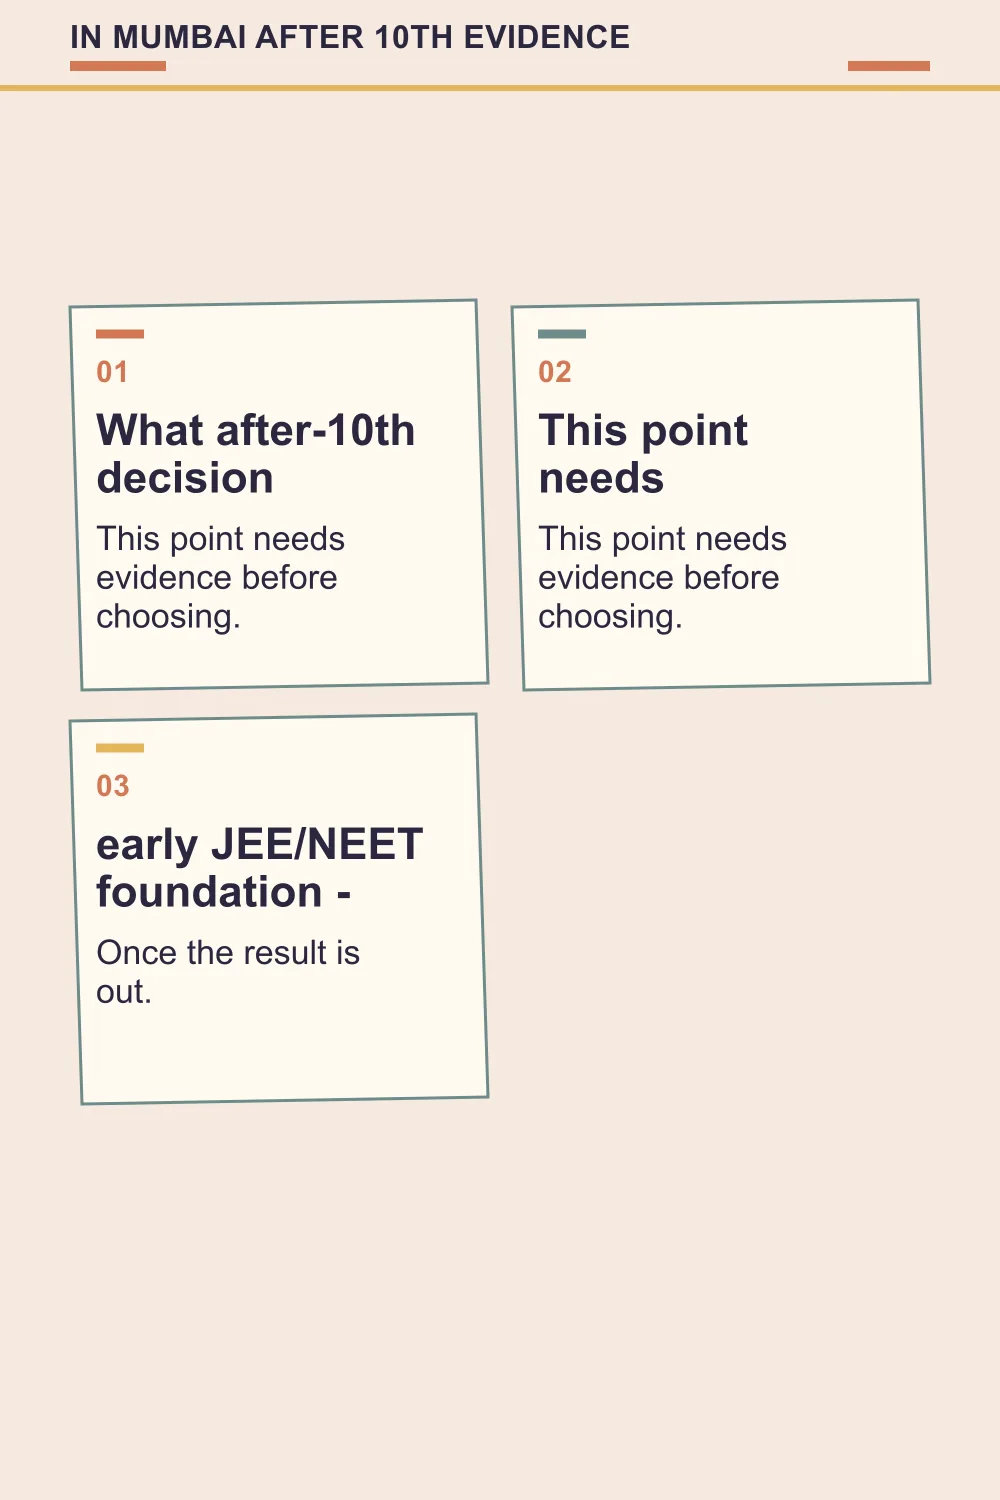 IN MUMBAI AFTER 10TH EVIDENCE
01
What after-10th
decision
This point needs
evidence before
choosing.
02
This point
needs
This point needs
evidence before
choosing.
03
early JEE/NEET
foundation -
Once the result is
out.